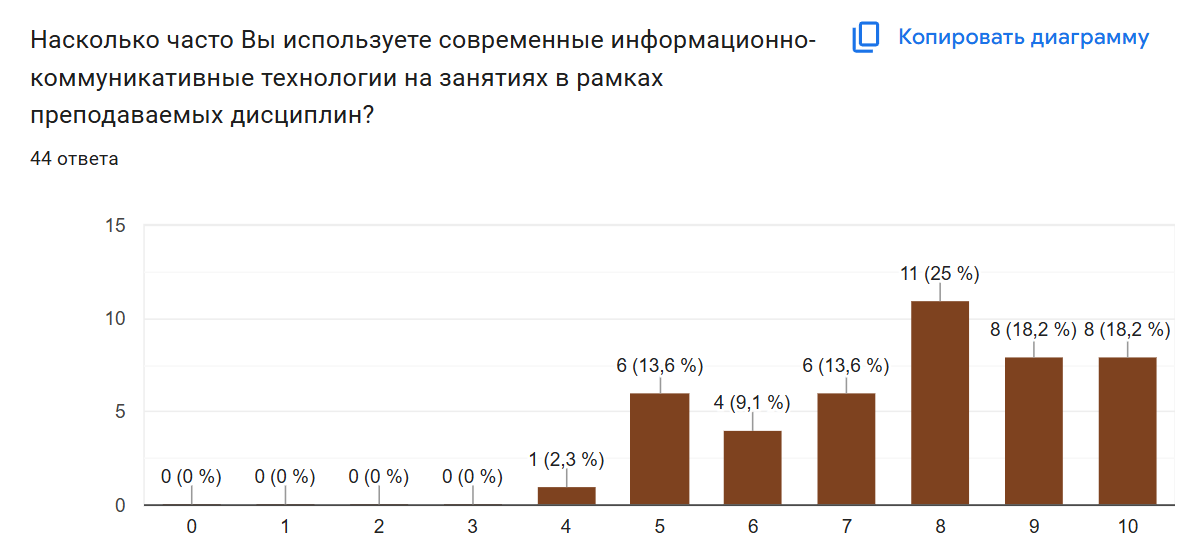 Насколько часто Вы используете современные информационно-
коммуникативные технологии на занятиях в рамках
преподаваемых дисциплин?
Копировать диаграмму
44 ответа
15
10
5
0
0 (0 %)
0 (0 %)
0 (0 %)
0 (0 %)
1 (2,3 %)
6 (13,6 %)
4 (9,1 %)
6 (13,6 %)
11 (25 %)
8 (18,2 %)
8 (18,2 %)
0 1 2 3 4 5 6 7 8 9 10